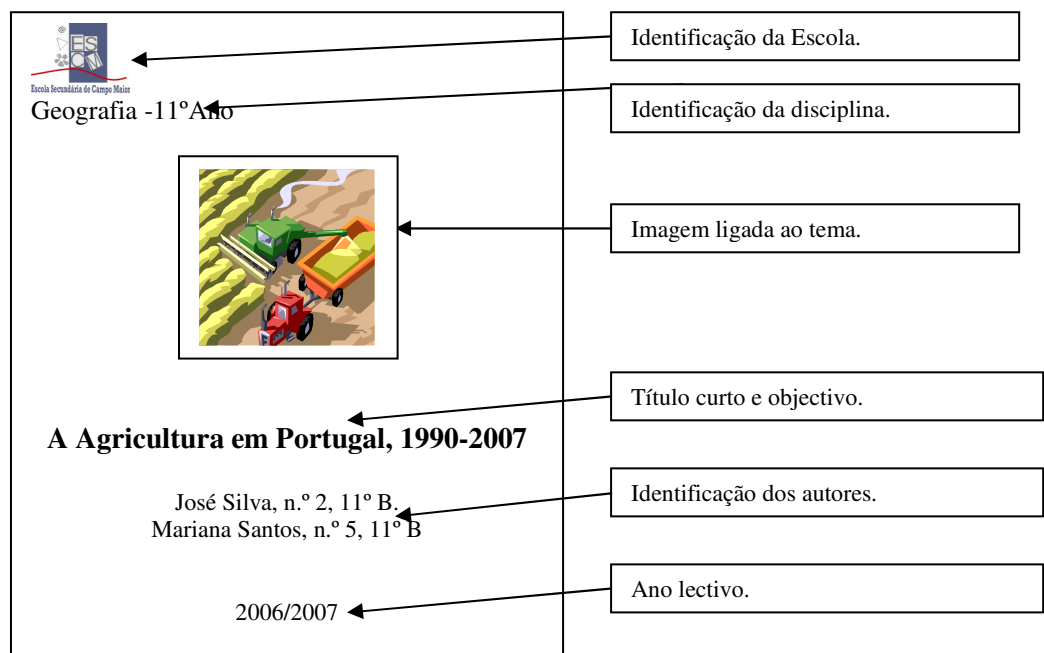 ES
CM
Escola Secundária de Campo Maior
Geografia -11ºAno
A Agricultura em Portugal, 1990-2007
José Silva, n.º 2, 11º B.
Mariana Santos, n.º 5, 11º B
2006/2007
Identificação da Escola.
Identificação da disciplina.
Imagem ligada ao tema.
Título curto e objectivo.
Identificação dos autores.
Ano lectivo.